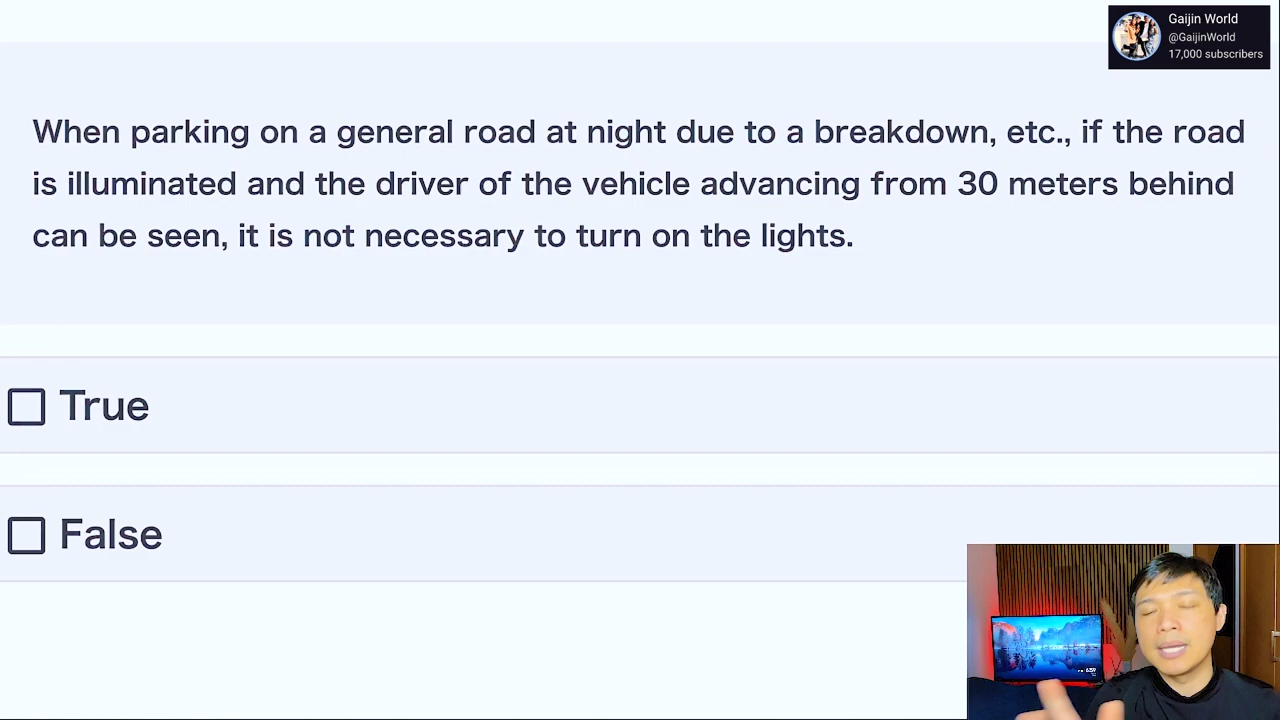 Gaijin World
@GaijinWorld
17,000 subscribers
When parking on a general road at night due to a breakdown, etc., if the road
is illuminated and the driver of the vehicle advancing from 30 meters behind
can be seen, it is not necessary to turn on the lights.
True
False